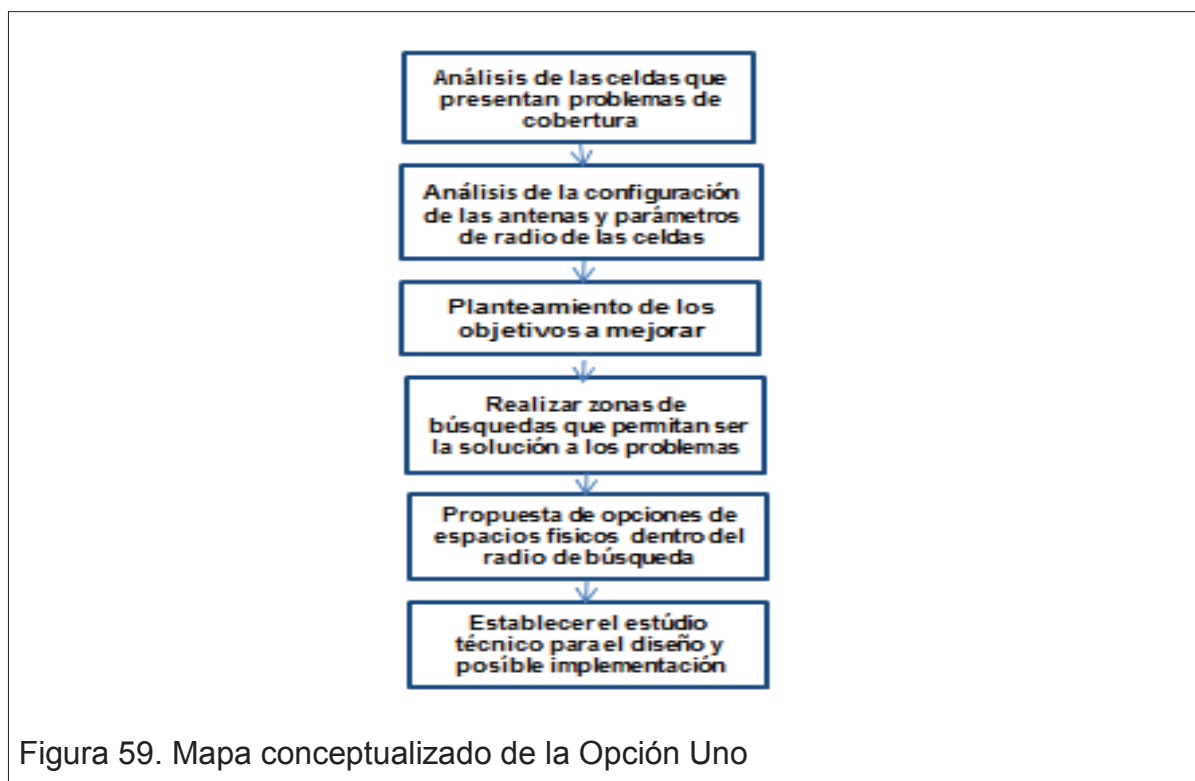 Análisis de las celdas que
presentan problemas de
cobertura
Análisis de la configuración
de las antenas y parámetros
de radio de las celdas
Planteamiento de los
objetivos a mejorar
Realizar zonas de
búsquedas que permitan ser
la solución a los problemas
Propuesta de opciones de
espacios fisicos dentro del
radio de búsqueda
Establecer el estúdio
técnico para el diseño y
posible implementación
Figura 59. Mapa conceptualizado de la Opción Uno